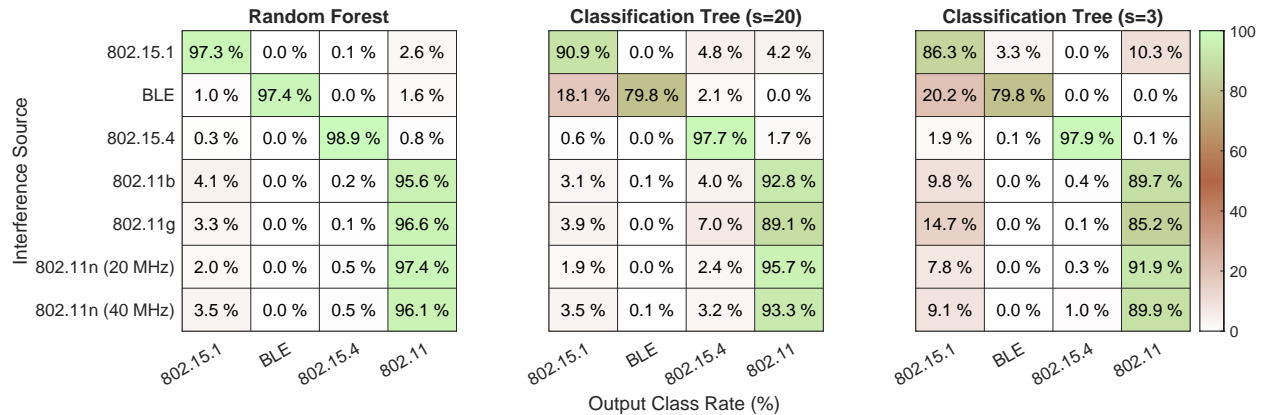 Random Forest Classification Tree (s=20) Classification Tree (s=3)
802.15.1 97.3 % 0.0 % 0.1 % 2.6 % 90.9 % 0.0 % 4.8 % 4.2 % 86.3 % 3.3 % 0.0 % 10.3 % 100
BLE 1.0 % 97.4 % 0.0 % 1.6 % 18.1 % 79.8 % 2.1 % 0.0 % 20.2 % 79.8 % 0.0 % 0.0 % 80
802.15.4 0.3 % 0.0 % 98.9 % 0.8 % 0.6 % 0.0 % 97.7 % 1.7 % 1.9 % 0.1 % 97.9 % 0.1 %
802.11b 4.1 % 0.0 % 0.2 % 95.6 % 3.1 % 0.1 % 4.0 % 92.8 % 9.8 % 0.0 % 0.4 % 89.7 % 60
802.11g 3.3 % 0.0 % 0.1 % 96.6 % 3.9 % 0.0 % 7.0 % 89.1 % 14.7 % 0.0 % 0.1 % 85.2 % 40
802.11n (20 MHz) 2.0 % 0.0 % 0.5 % 97.4 % 1.9 % 0.0 % 2.4 % 95.7 % 7.8 % 0.0 % 0.3 % 91.9 % 20
802.11n (40 MHz) 3.5 % 0.0 % 0.5 % 96.1 % 3.5 % 0.1 % 3.2 % 93.3 % 9.1 % 0.0 % 1.0 % 89.9 % 0
Interference Source
802.15.1 BLE 802.15.4 802.11 802.15.1 BLE 802.15.4 802.11 802.15.1 BLE 802.15.4 802.11
Output Class Rate (%)